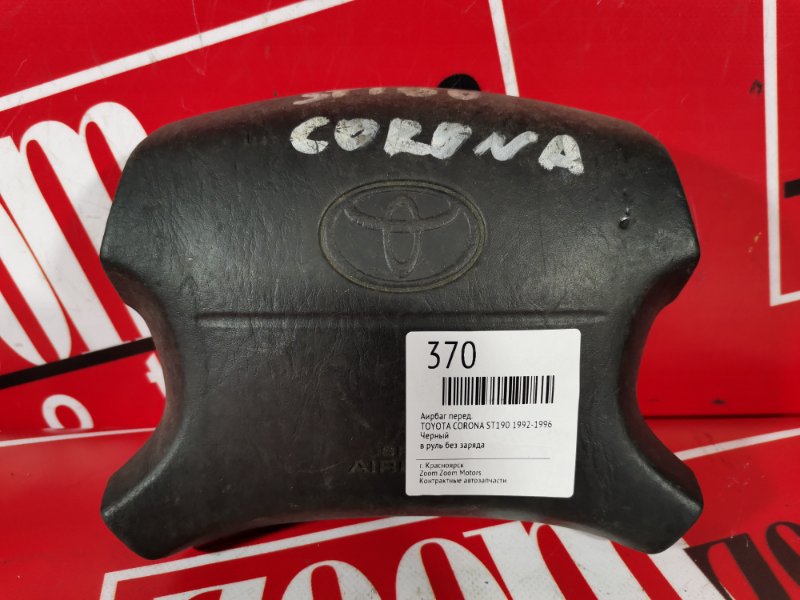 CORONA
370
Аирбаг перед.
TOYOTA CORONA ST190 1992-1996
Черный
в руль без заряда
г. Красноярск
Zoom Zoom Motors
Контрактные автозапчасти
zoom